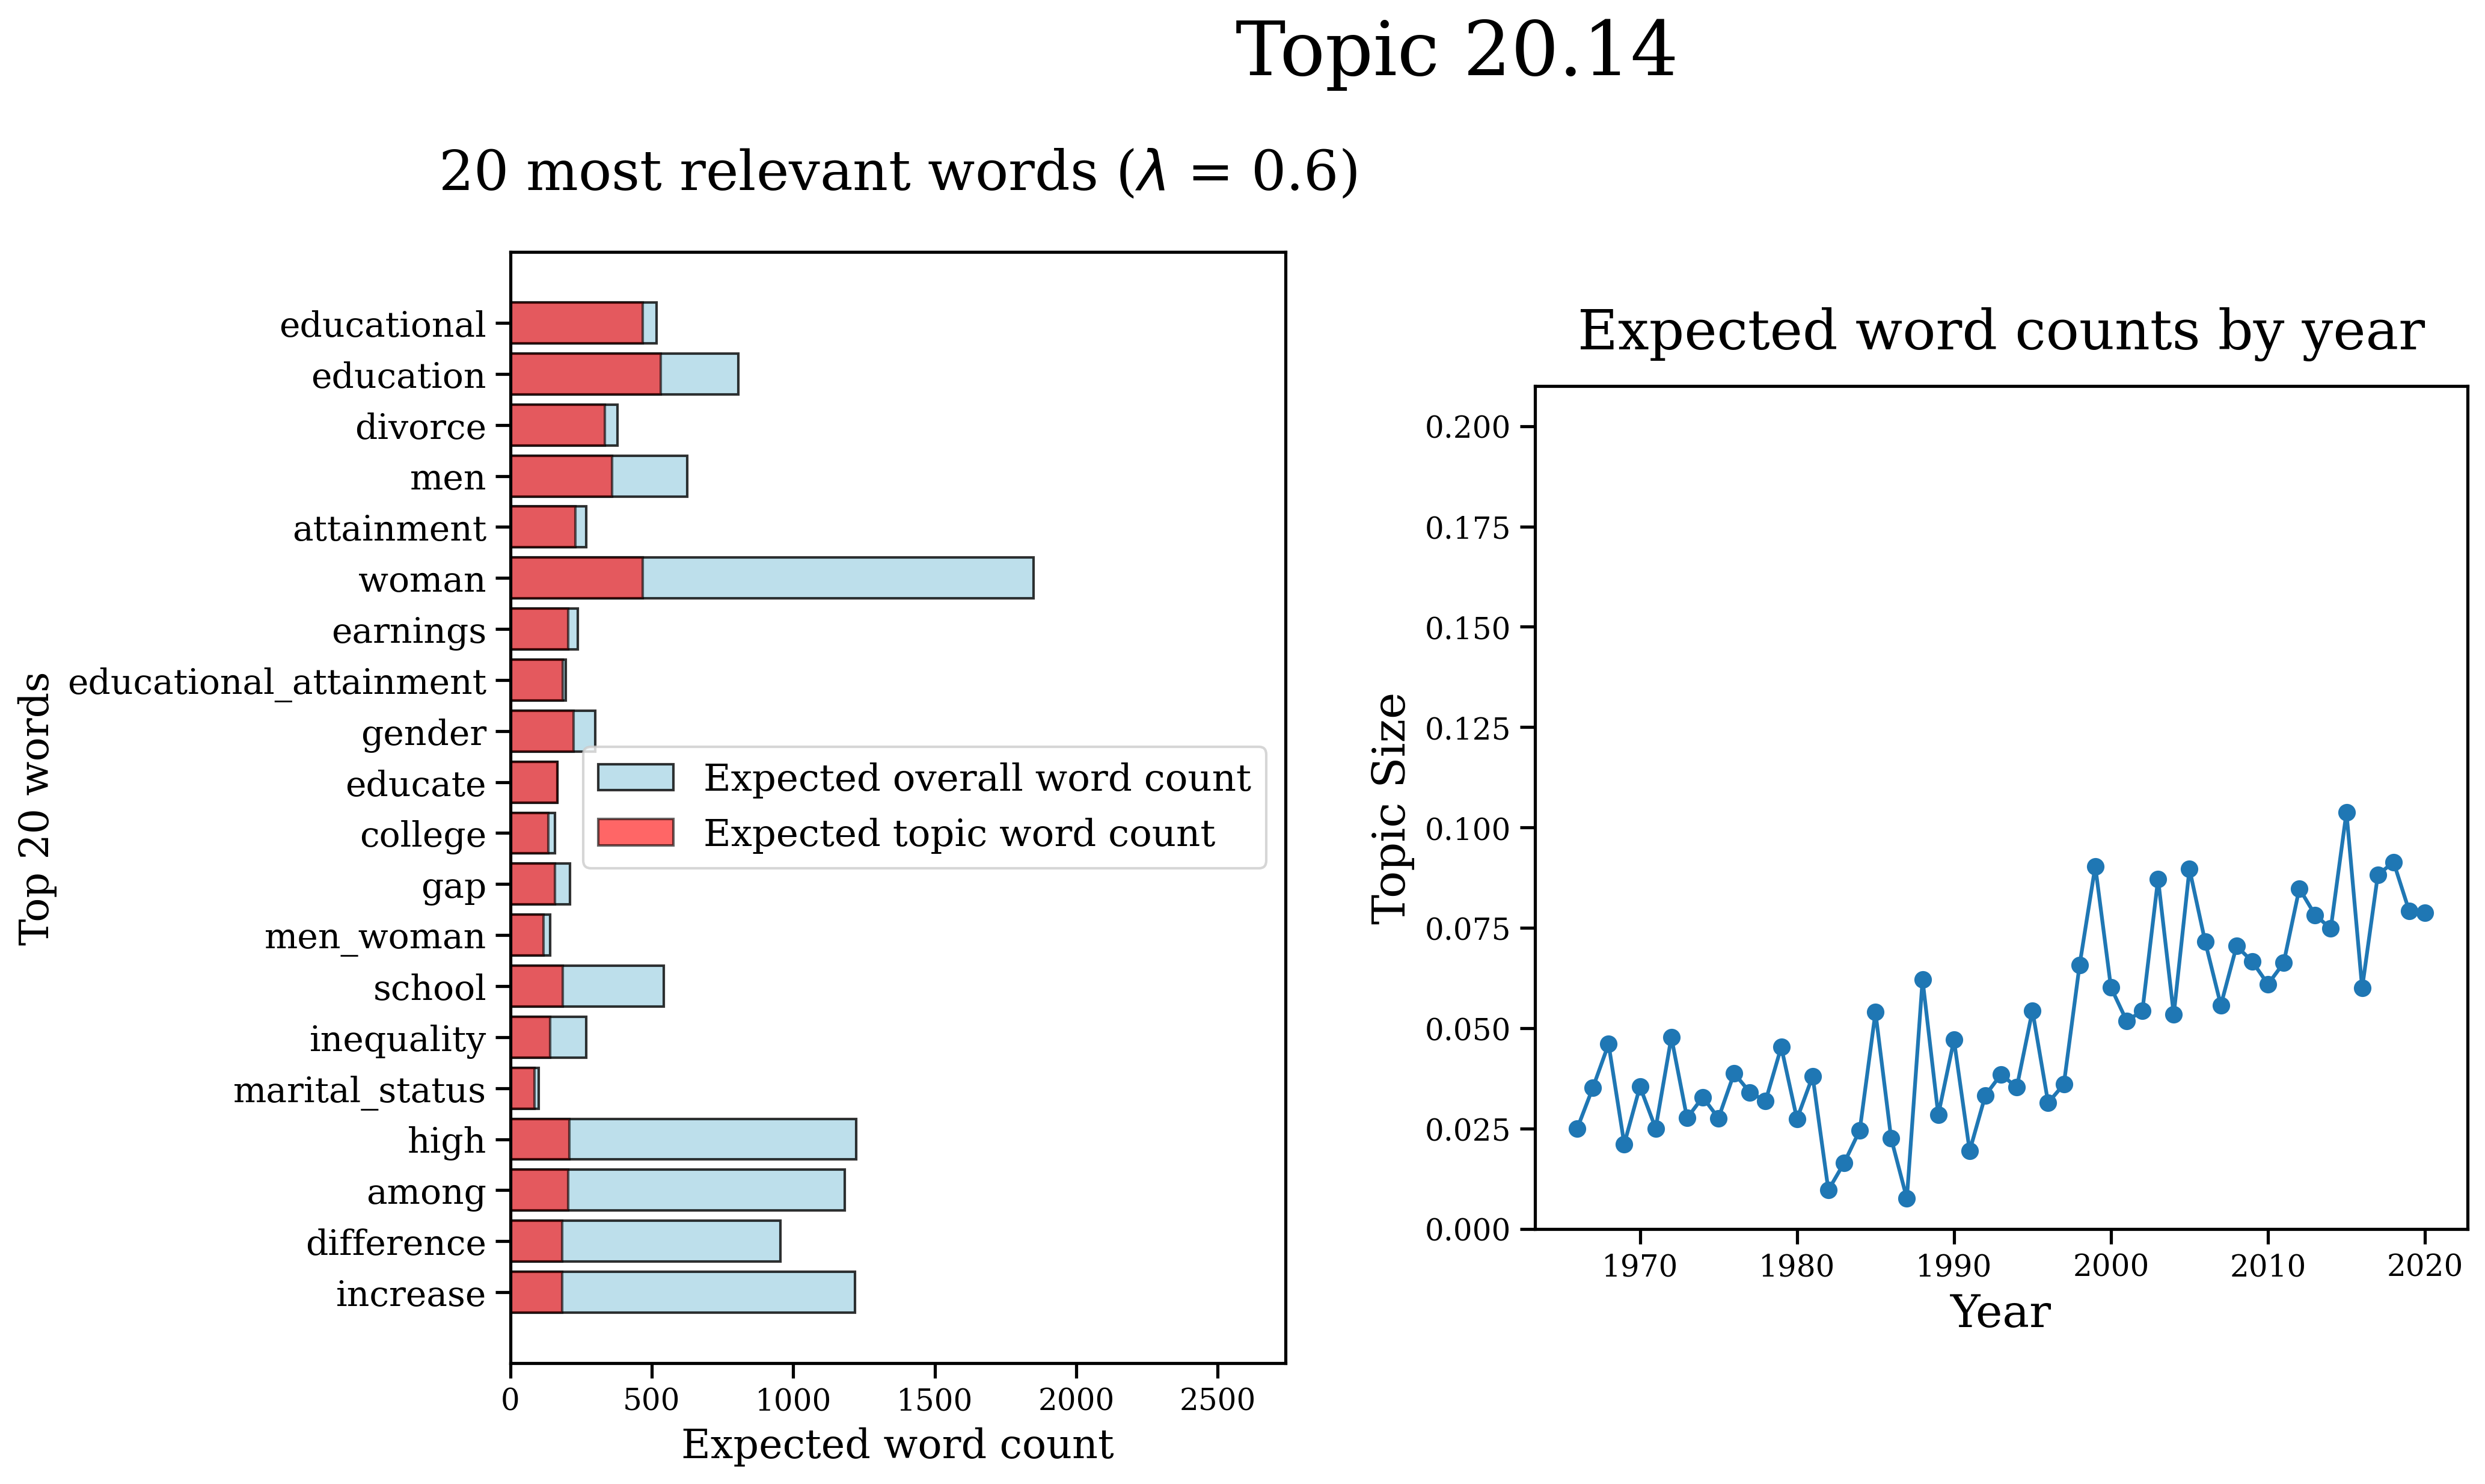 Topic 20.14
20 most relevant words (λ = 0.6)
Top 20 words
educational
education
divorce
men
attainment
woman
earnings
educational_attainment
gender
educate
college
gap
men_woman
school
inequality
marital_status
high
among
difference
increase
Expected overall word count
Expected topic word count
0 500 1000 1500 2000 2500
Expected word count
Expected word counts by year
Topic Size
0.200
0.175
0.150
0.125
0.100
0.075
0.050
0.025
0.000
1970 1980 1990 2000 2010 2020
Year